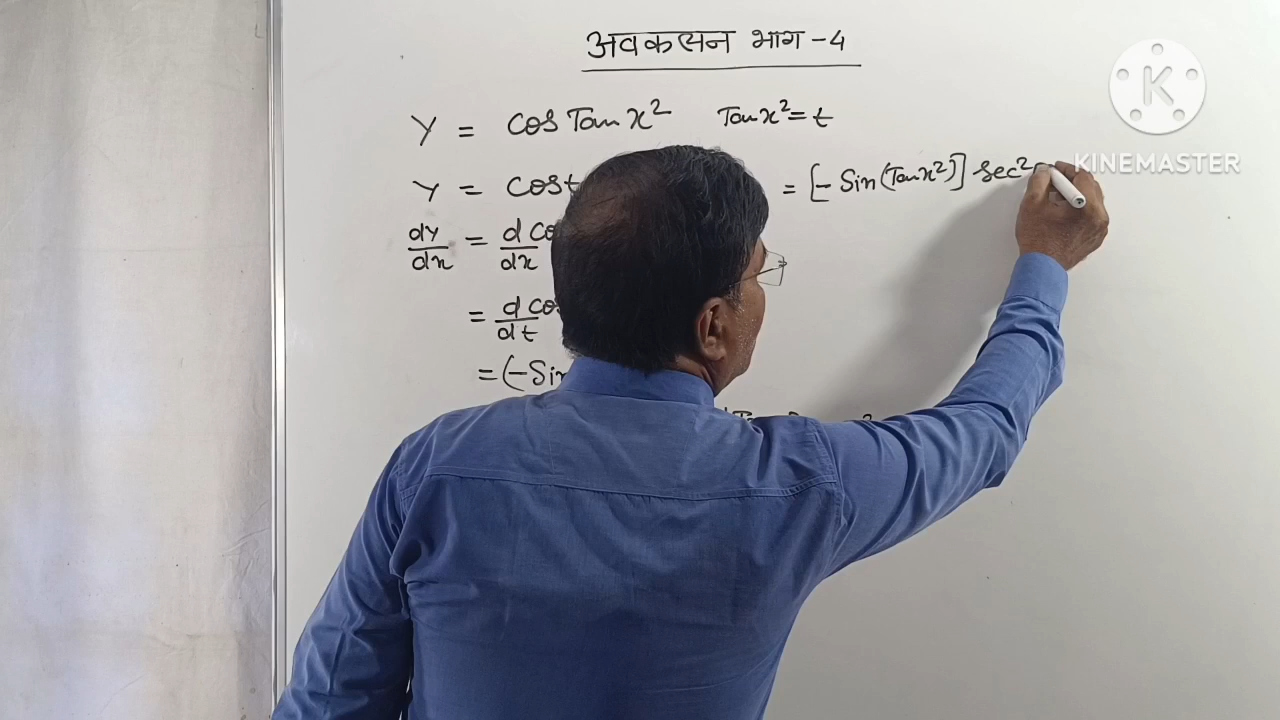 अवकलन भाग -4
Y = cos Tan x² Tan x² = t
Y = cos t
= [- Sin (Tan x²)] sec²
dY/dx = d cos/dx
= d cos/dt
= (- Sin
K
KINEMASTER